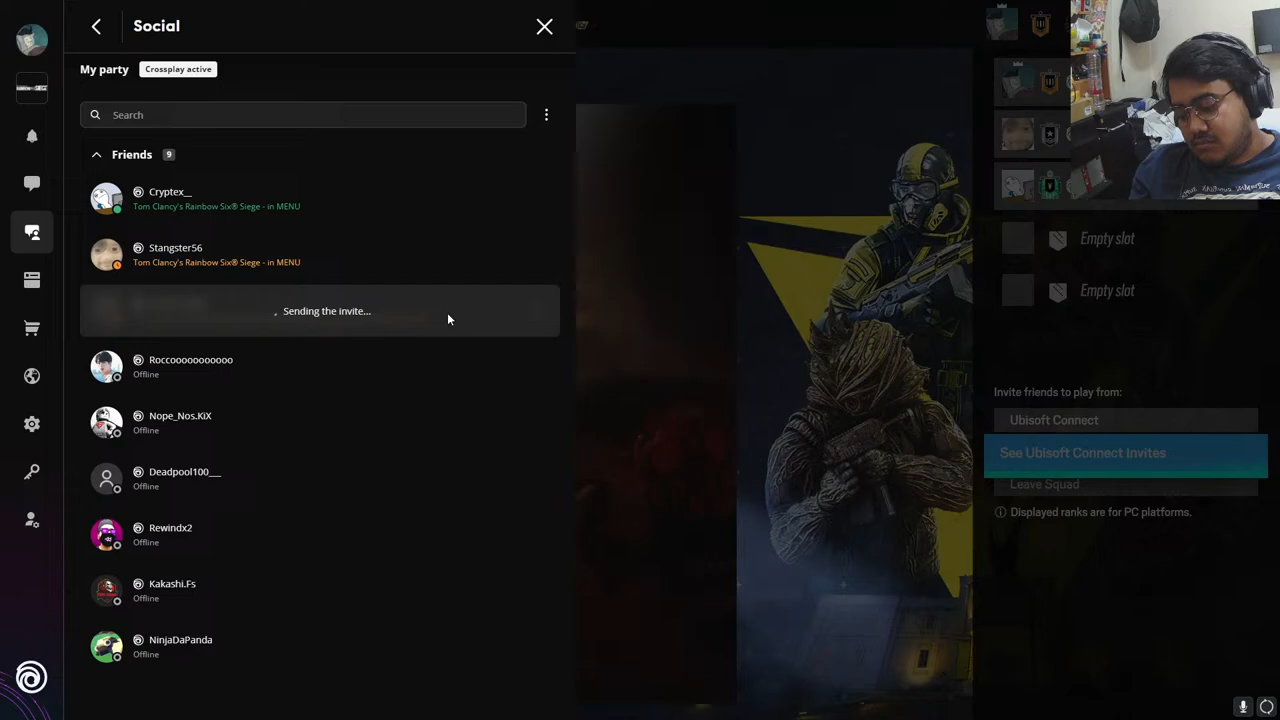 Social
My party
Crossplay active
Search
Friends 9
Cryptex__
Tom Clancy's Rainbow Six® Siege - in MENU
Stangster56
Tom Clancy's Rainbow Six® Siege - in MENU
Sending the invite...
Roccooooooooooo
Offline
Nope_Nos.KiX
Offline
Deadpool100___
Offline
Rewindx2
Offline
Kakashi.Fs
Offline
NinjaDaPanda
Offline
Empty slot
Empty slot
Invite friends to play from:
Ubisoft Connect
See Ubisoft Connect Invites
Leave Squad
Displayed ranks are for PC platforms.